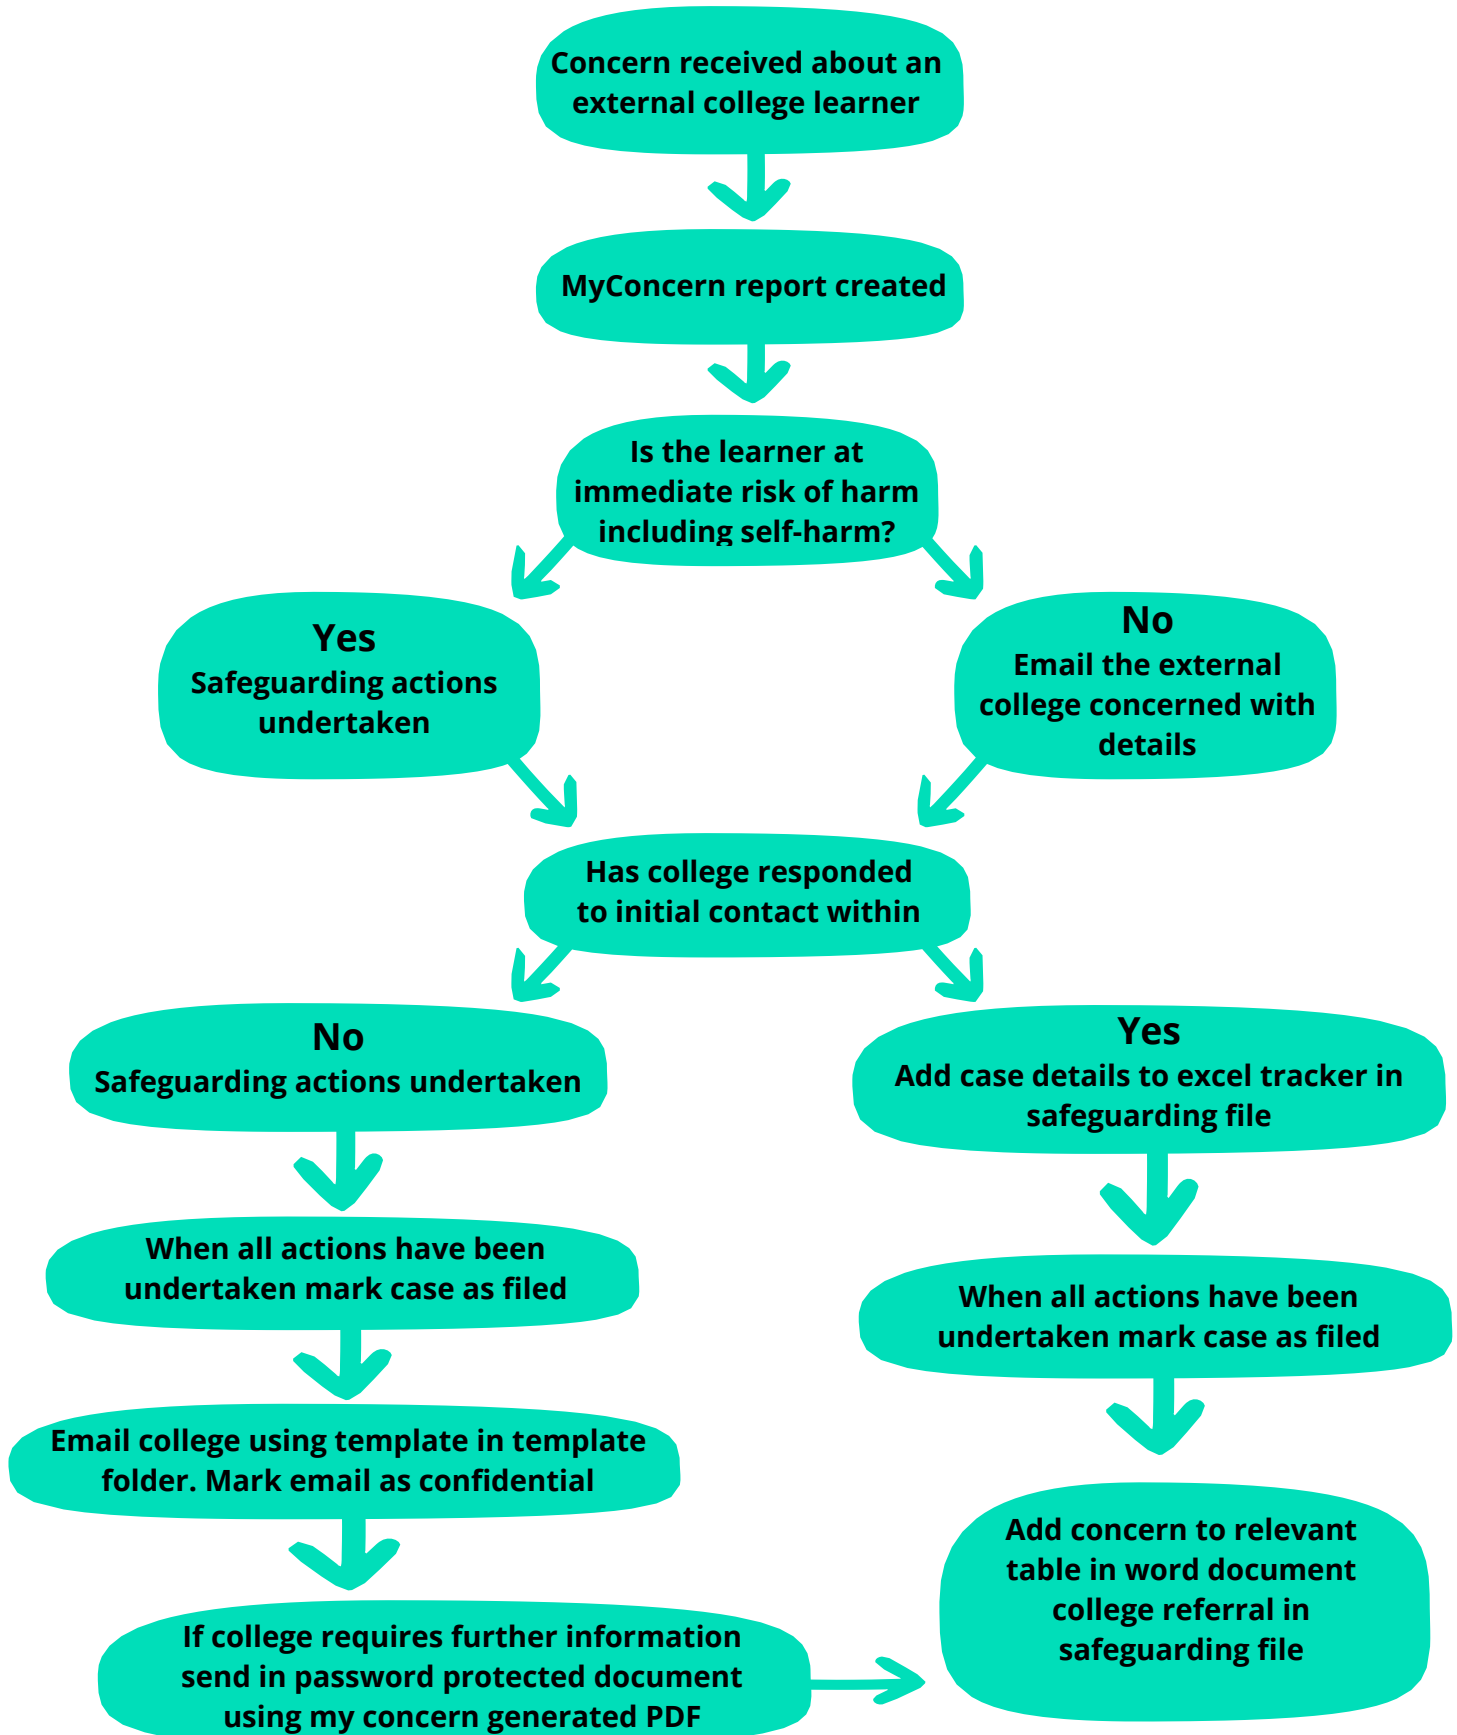 Concern received about an
external college learner
MyConcern report created
Is the learner at
immediate risk of harm
including self-harm?
Yes
Safeguarding actions
undertaken
No
Email the external
college concerned with
details
Has college responded
to initial contact within
No
Safeguarding actions undertaken
Yes
Add case details to excel tracker in
safeguarding file
When all actions have been
undertaken mark case as filed
When all actions have been
undertaken mark case as filed
Email college using template in template
folder. Mark email as confidential
Add concern to relevant
table in word document
college referral in
safeguarding file
If college requires further information
send in password protected document
using my concern generated PDF